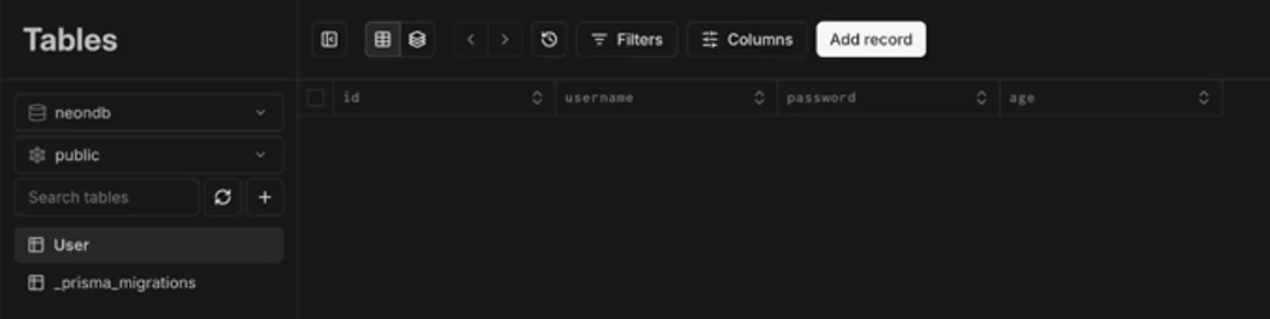 Tables
Filters Columns Add record
neondb
public
Search tables
User
_prisma_migrations
id username password age